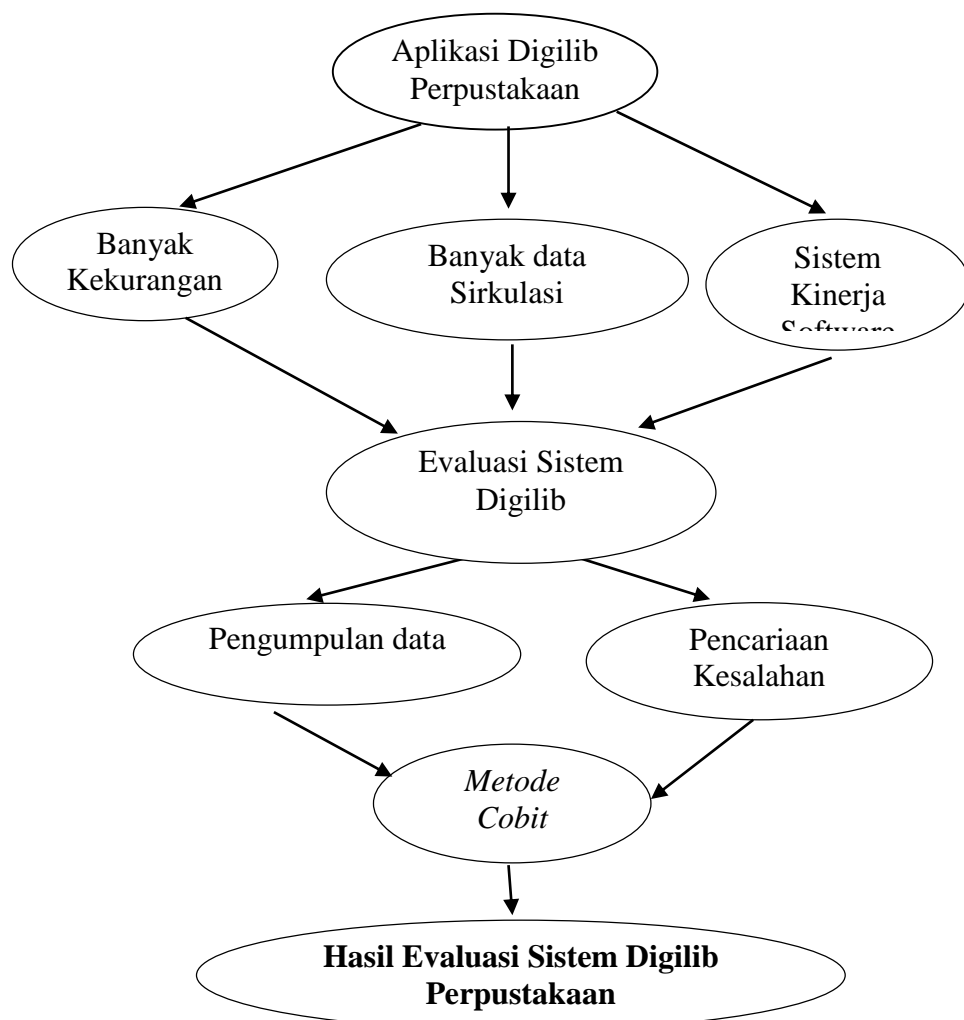 Aplikasi Digilib
Perpustakaan
Banyak
Kekurangan
Banyak data
Sirkulasi
Sistem
Kinerja
Software
Evaluasi Sistem
Digilib
Pengumpulan data
Pencariaan
Kesalahan
Metode
Cobit
Hasil Evaluasi Sistem Digilib
Perpustakaan